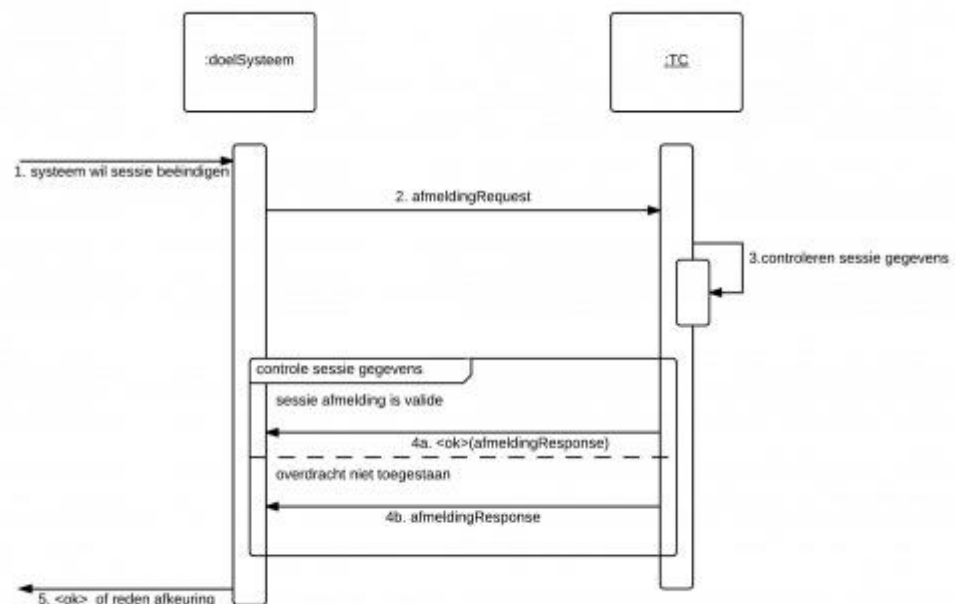 :doelSysteem
:TC
1. systeem wil sessie beëindigen
2. afmeldingRequest
3.controleren sessie gegevens
controle sessie gegevens
sessie afmelding is valide
4a. <ok>(afmeldingResponse)
overdracht niet toegestaan
4b. afmeldingResponse
5. <ok> of reden afkeuring